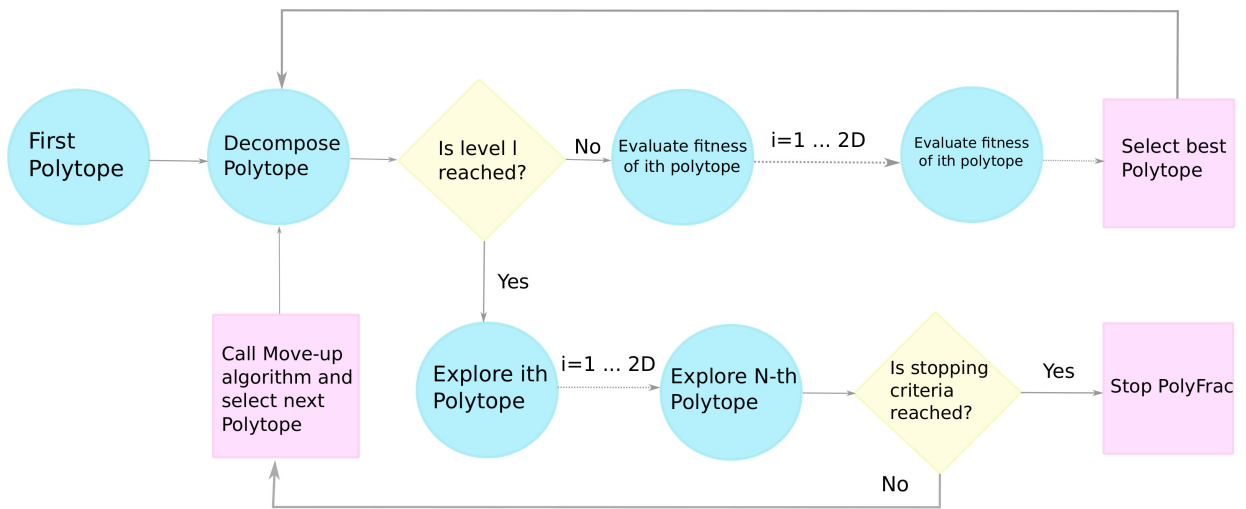 First
Polytope
Decompose
Polytope
Is level l
reached?
No
Evaluate fitness
of ith polytope
i=1 ... 2D
Evaluate fitness
of ith polytope
Select best
Polytope
Yes
Call Move-up
algorithm and
select next
Polytope
Explore ith
Polytope
i=1 ... 2D
Explore N-th
Polytope
Is stopping
criteria
reached?
Yes
Stop PolyFrac
No